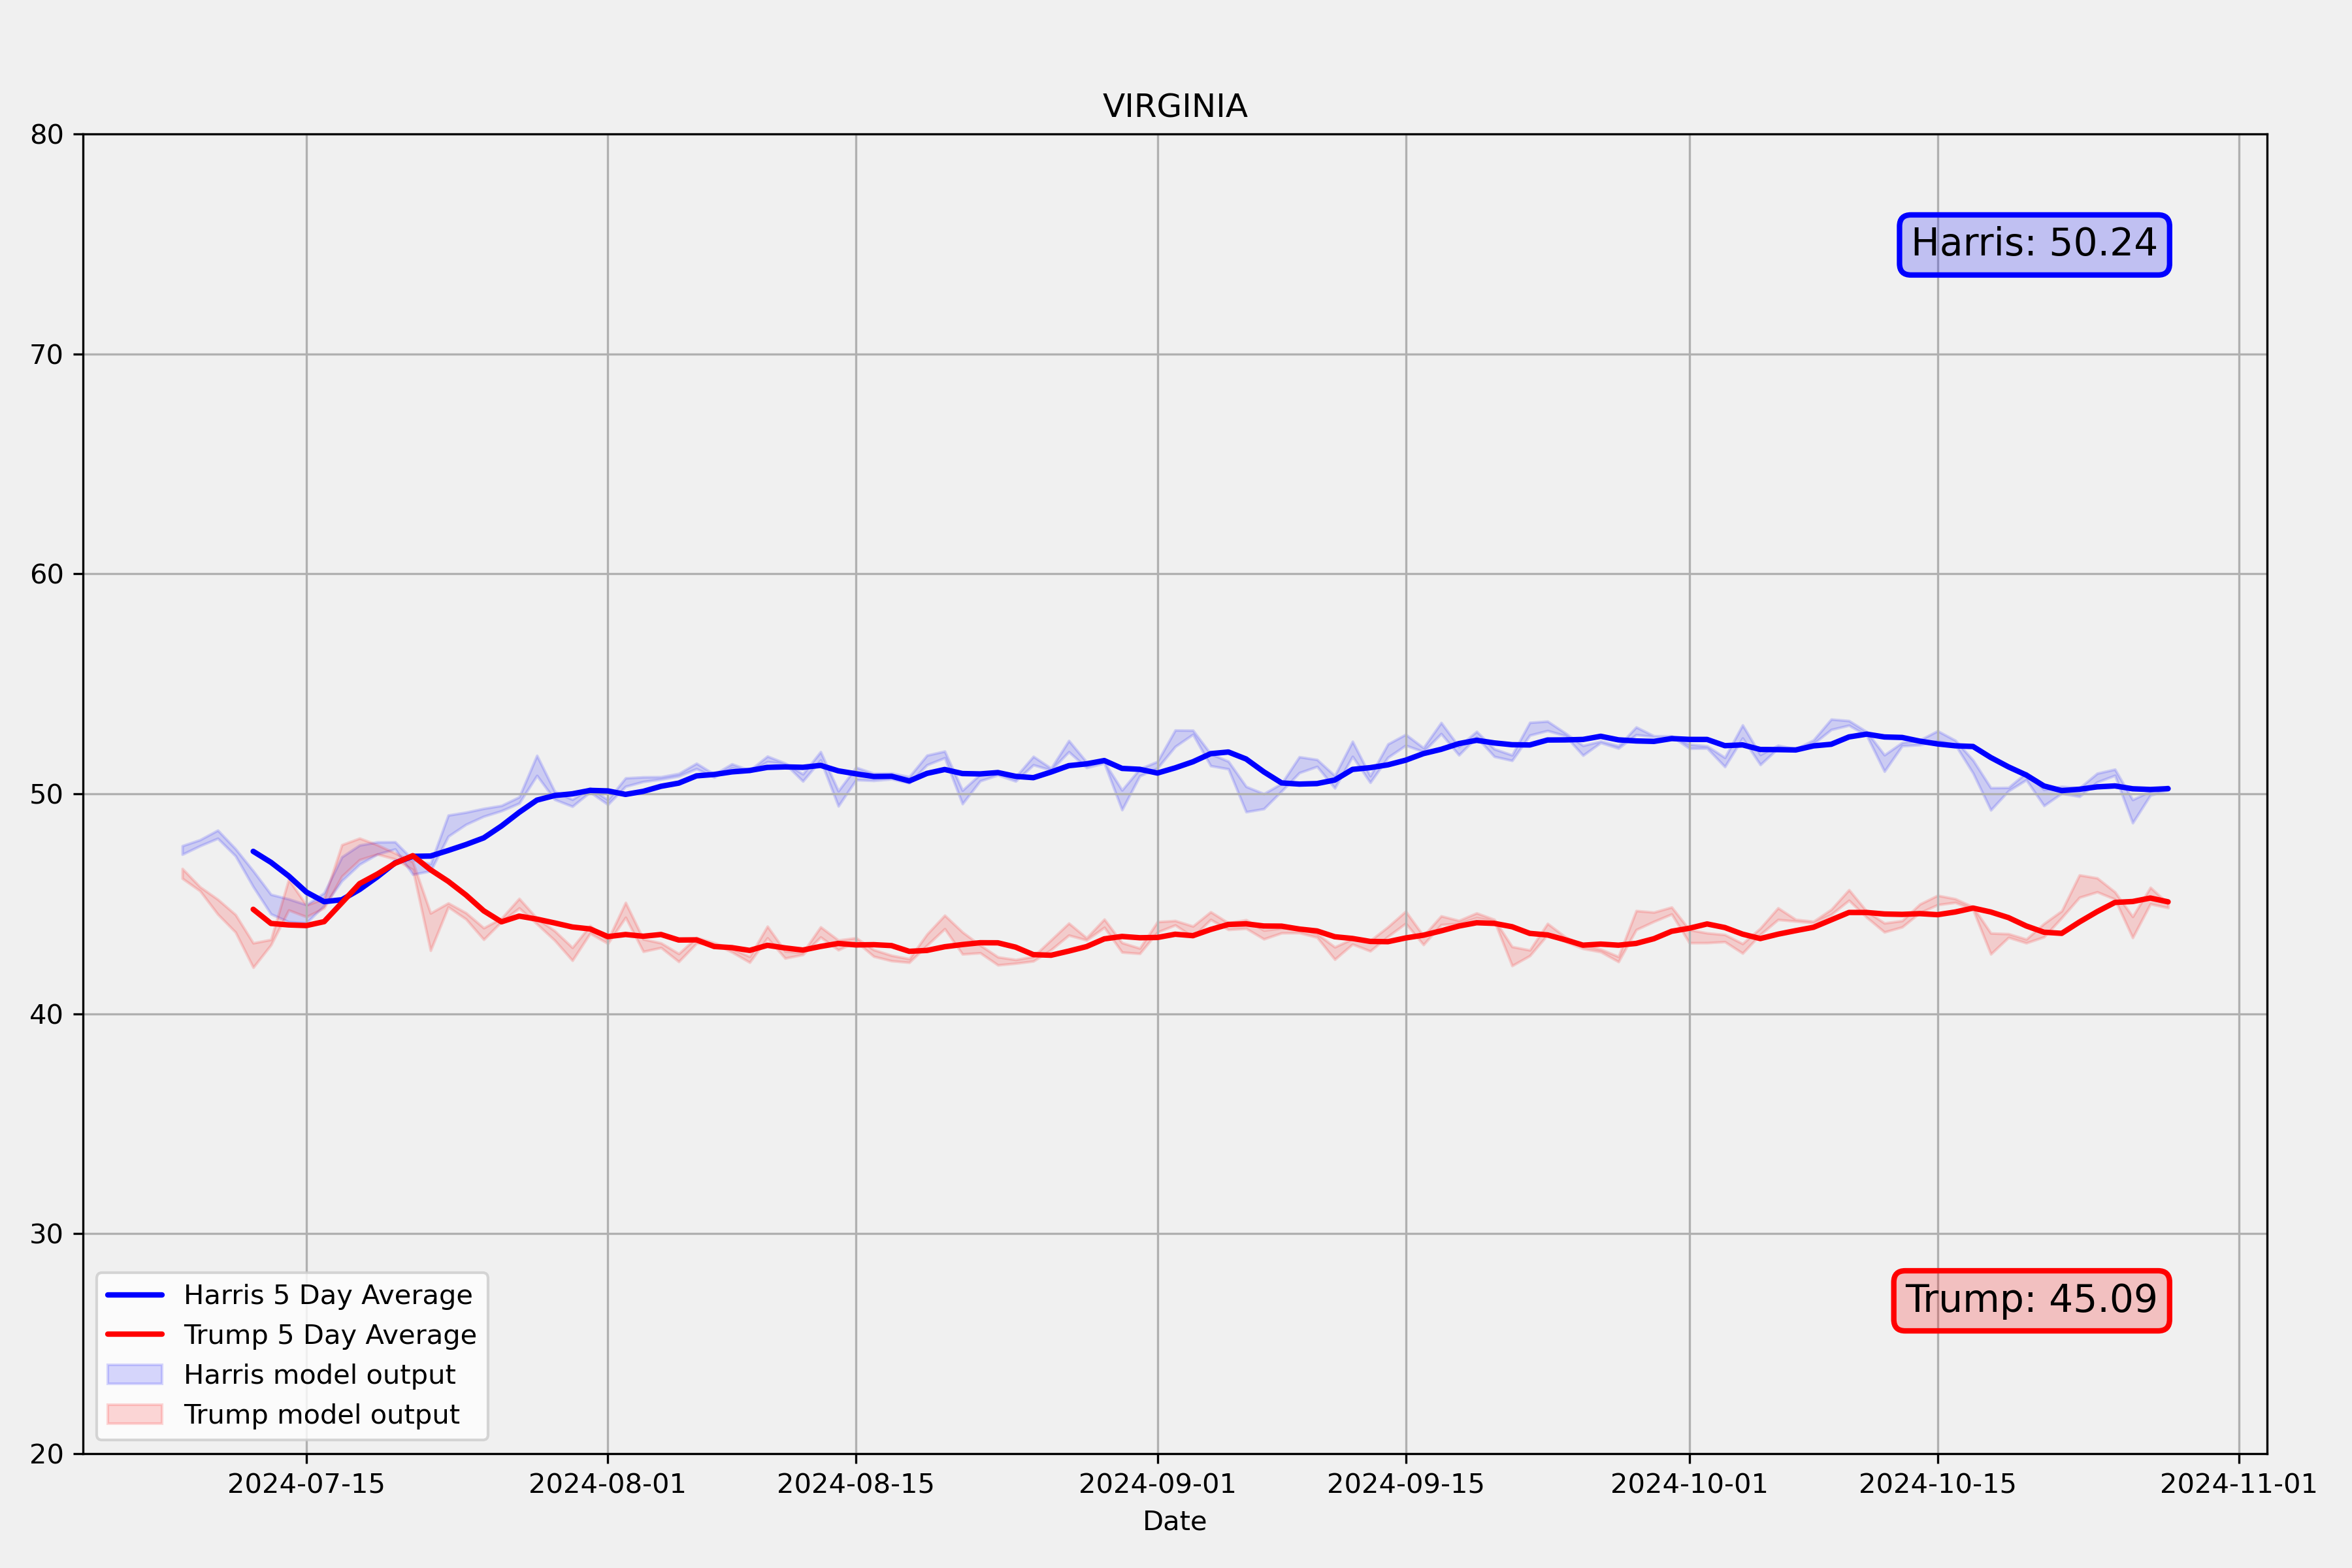 VIRGINIA
80
70
60
50
40
30
20
Harris: 50.24
Trump: 45.09
Harris 5 Day Average
Trump 5 Day Average
Harris model output
Trump model output
2024-07-15 2024-08-01 2024-08-15 2024-09-01 2024-09-15 2024-10-01 2024-10-15 2024-11-01
Date